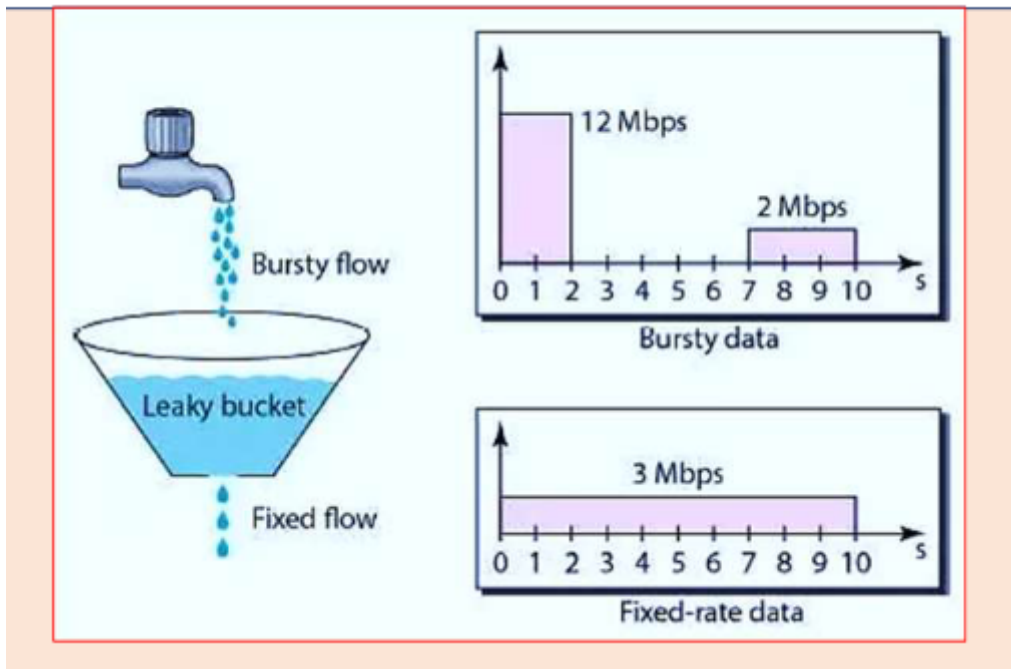 Bursty flow
Leaky bucket
Fixed flow
12 Mbps
2 Mbps
0 1 2 3 4 5 6 7 8 9 10 s
Bursty data
3 Mbps
0 1 2 3 4 5 6 7 8 9 10 s
Fixed-rate data